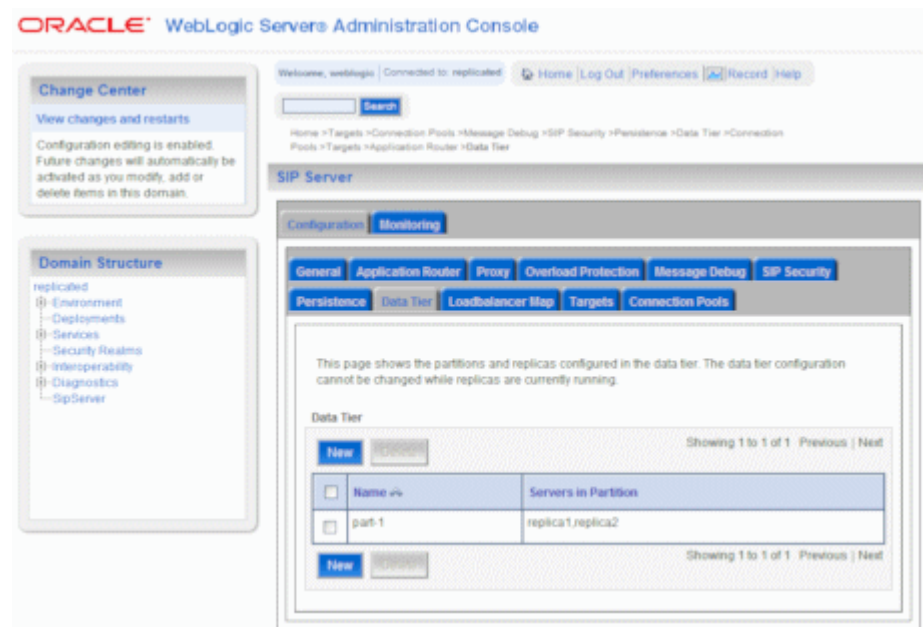 ORACLE WebLogic Server® Administration Console
Change Center
View changes and restarts
Configuration editing is enabled.
Future changes will automatically be
activated as you modify, add or
delete items in this domain.
Domain Structure
replicated
Environment
Deployments
Services
Security Realms
Interoperability
Diagnostics
SipServer
Welcome, weblogic | Connected to: replicated
Home | Log Out | Preferences | Record | Help
Search
Home >Targets >Connection Pools >Message Debug >SIP Security >Persistence >Data Tier >Connection
Pools >Targets >Application Router >Data Tier
SIP Server
Configuration Monitoring
General Application Router Proxy Overload Protection Message Debug SIP Security
Persistence Data Tier Loadbalancer Map Targets Connection Pools
This page shows the partitions and replicas configured in the data tier. The data tier configuration
cannot be changed while replicas are currently running.
Data Tier
New
Showing 1 to 1 of 1 Previous | Next
Name Servers in Partition
part-1 replica1,replica2
New
Showing 1 to 1 of 1 Previous | Next